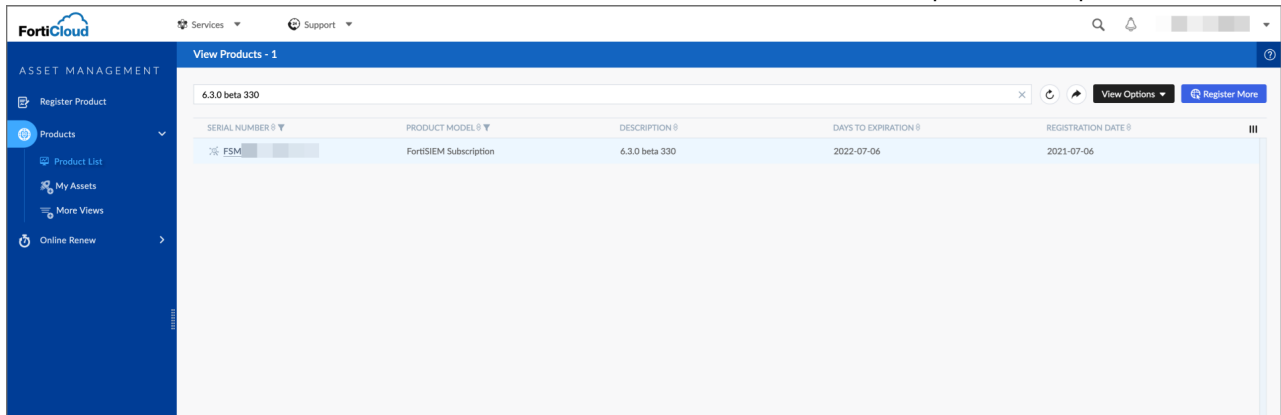 FortiCloud
Services
Support
ASSET MANAGEMENT
Register Product
Products
Product List
My Assets
More Views
Online Renew
View Products - 1
6.3.0 beta 330
View Options
Register More
SERIAL NUMBER PRODUCT MODEL DESCRIPTION DAYS TO EXPIRATION REGISTRATION DATE
FSM FortiSIEM Subscription 6.3.0 beta 330 2022-07-06 2021-07-06